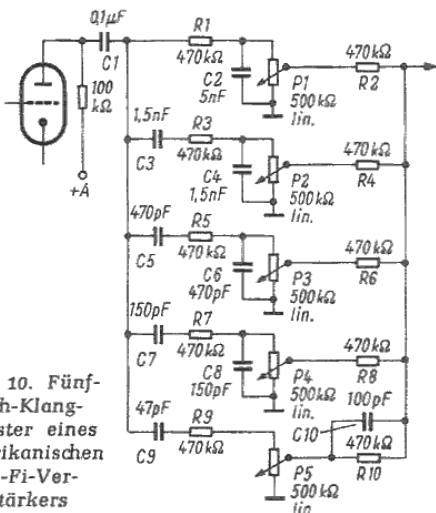 0,1µF
C1
100
kΩ
+A
R1
470kΩ
C2
5nF
P1
500kΩ
lin.
470kΩ
R2
1,5nF
C3
R3
470kΩ
C4
1,5nF
P2
500kΩ
lin.
470kΩ
R4
470pF
C5
R5
470kΩ
C6
470pF
P3
500kΩ
lin.
470kΩ
R6
150pF
C7
R7
470kΩ
C8
150pF
P4
500kΩ
lin.
470kΩ
R8
47pF
C9
R9
470kΩ
P5
500kΩ
lin.
100pF
C10
470kΩ
R10
10. Fünf-
h-Klang-
ster eines
erikanischen
-Fi-Ver-
tärkers